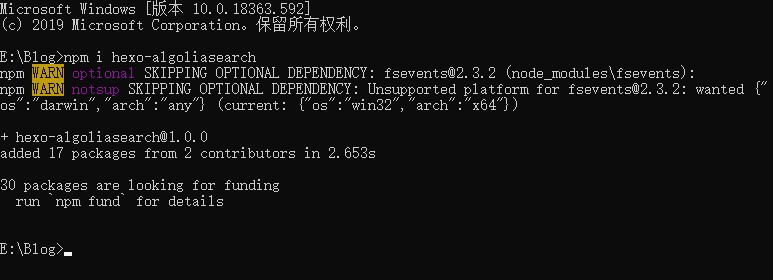 Microsoft Windows [版本 10.0.18363.592]
(c) 2019 Microsoft Corporation。保留所有权利。
E:\Blog>npm i hexo-algoliasearch
npm WARN optional SKIPPING OPTIONAL DEPENDENCY: fsevents@2.3.2 (node_modules\fsevents):
npm WARN notsup SKIPPING OPTIONAL DEPENDENCY: Unsupported platform for fsevents@2.3.2: wanted {"
os":"darwin","arch":"any"} (current: {"os":"win32","arch":"x64"})
+ hexo-algoliasearch@1.0.0
added 17 packages from 2 contributors in 2.653s
30 packages are looking for funding
  run `npm fund` for details
E:\Blog>